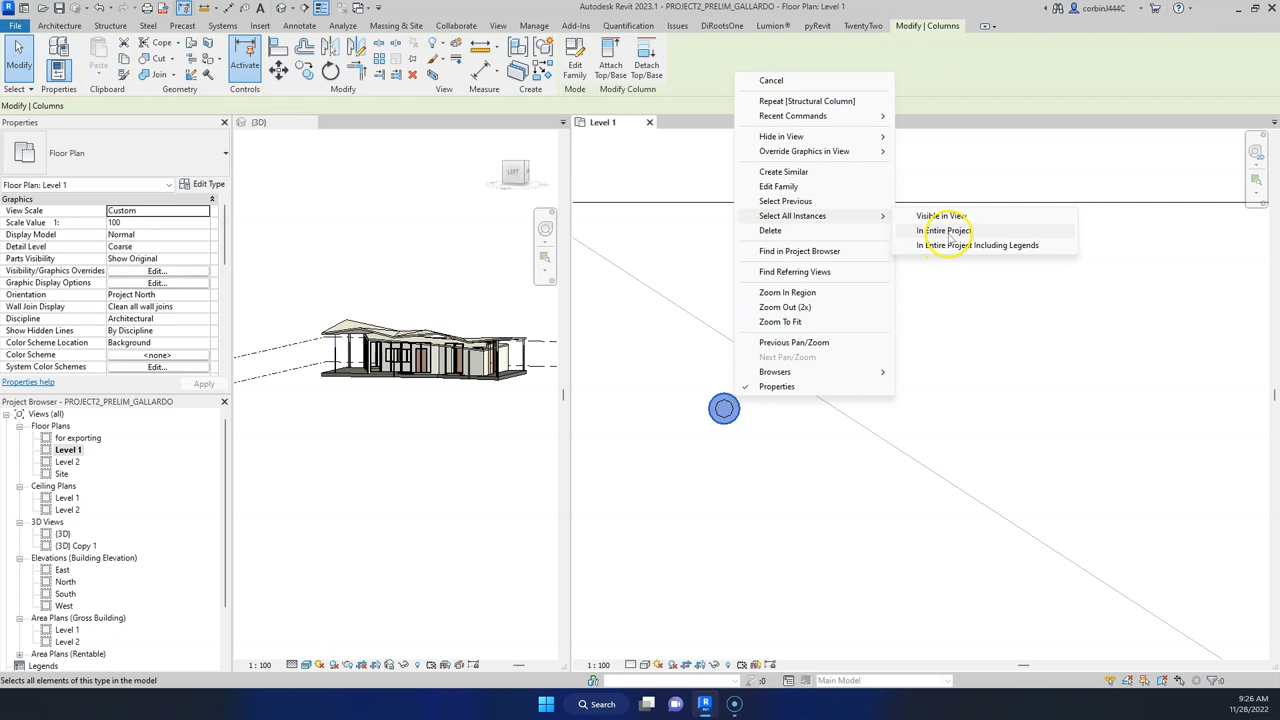 Autodesk Revit 2023.1 - PROJECT2_PRELIM_GALLARDO - Floor Plan: Level 1
corbinJ444C
File Architecture Structure Steel Precast Systems Insert Annotate Analyze Massing & Site Collaborate View Manage Add-Ins Quantification Issues DiRootsOne Lumion® pyRevit TwentyTwo Modify | Columns
Modify Paste Cope Cut Join Activate Edit Family Attach Top/Base Detach Top/Base
Select Properties Clipboard Geometry Controls Modify View Measure Create Mode Modify Column
Modify | Columns
Properties
{3D}
Level 1
Floor Plan
Floor Plan: Level 1 Edit Type
Graphics
View Scale Custom
Scale Value 1: 100
Display Model Normal
Detail Level Coarse
Parts Visibility Show Original
Visibility/Graphics Overrides Edit...
Graphic Display Options Edit...
Orientation Project North
Wall Join Display Clean all wall joins
Discipline Architectural
Show Hidden Lines By Discipline
Color Scheme Location Background
Color Scheme <none>
System Color Schemes Edit...
Properties help Apply
Project Browser - PROJECT2_PRELIM_GALLARDO
Views (all)
Floor Plans
for exporting
Level 1
Level 2
Site
Ceiling Plans
Level 1
Level 2
3D Views
{3D}
{3D} Copy 1
Elevations (Building Elevation)
East
North
South
West
Area Plans (Gross Building)
Level 1
Level 2
Area Plans (Rentable)
Legends
LEFT
Cancel
Repeat [Structural Column]
Recent Commands
Hide in View
Override Graphics in View
Create Similar
Edit Family
Select Previous
Select All Instances
Delete
Find in Project Browser
Find Referring Views
Zoom In Region
Zoom Out (2x)
Zoom To Fit
Previous Pan/Zoom
Next Pan/Zoom
Browsers
Properties
Visible in View
In Entire Project
In Entire Project Including Legends
1 : 100
1 : 100
Selects all elements of this type in the model
:0
Main Model
:0
Search
9:26 AM
11/28/2022